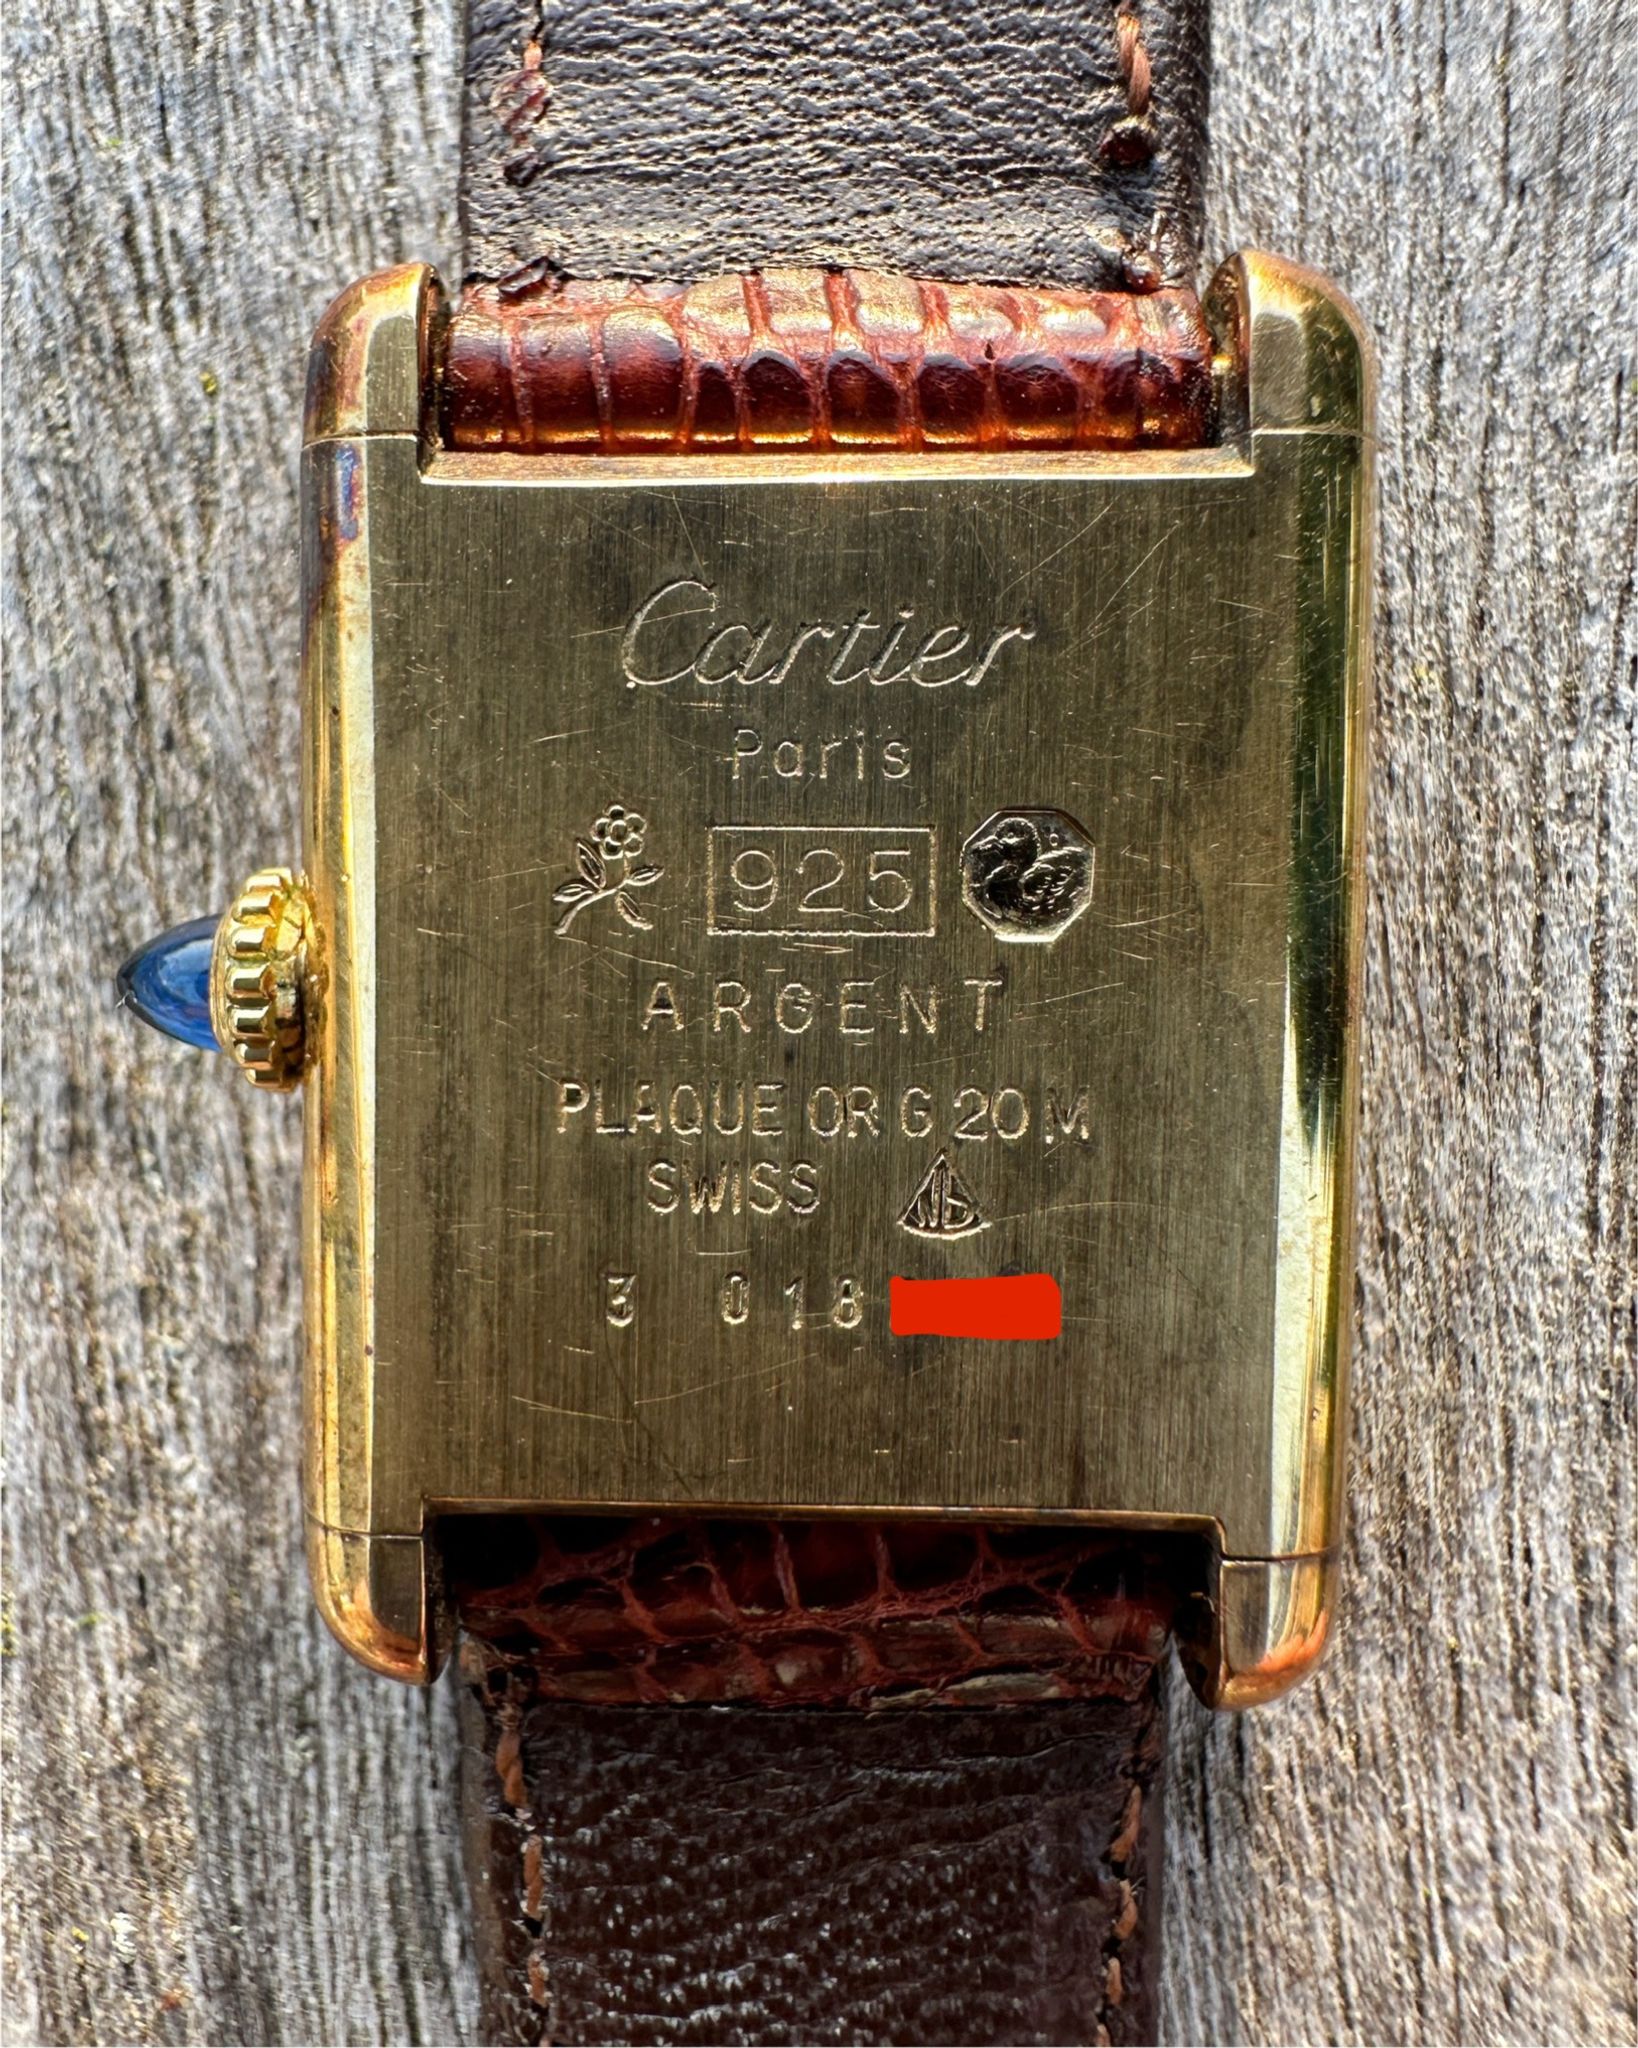 Cartier
Paris
925
ARGENT
PLAQUE OR G 20 M
SWISS
3 018